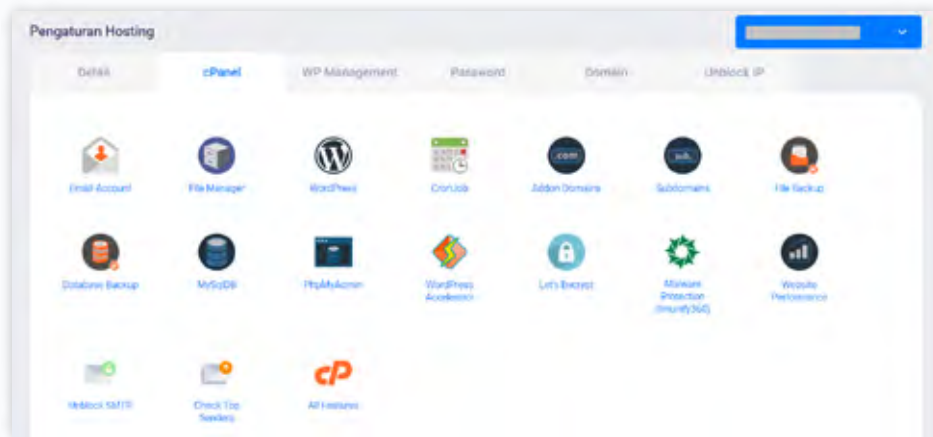 Pengaturan Hosting
Detail
cPanel
WP Management
Password
Domain
Unblock IP
.com
sub.
Email Account
File Manager
WordPress
CronJob
Addon Domains
Subdomains
File Backup
Database Backup
MySqlDB
PhpMyAdmin
WordPress
Accelerator
Let's Encrypt
Malware
Protection
(Imunify360)
Website
Performance
cP
Unblock SMTP
Check Top
Senders
All Features